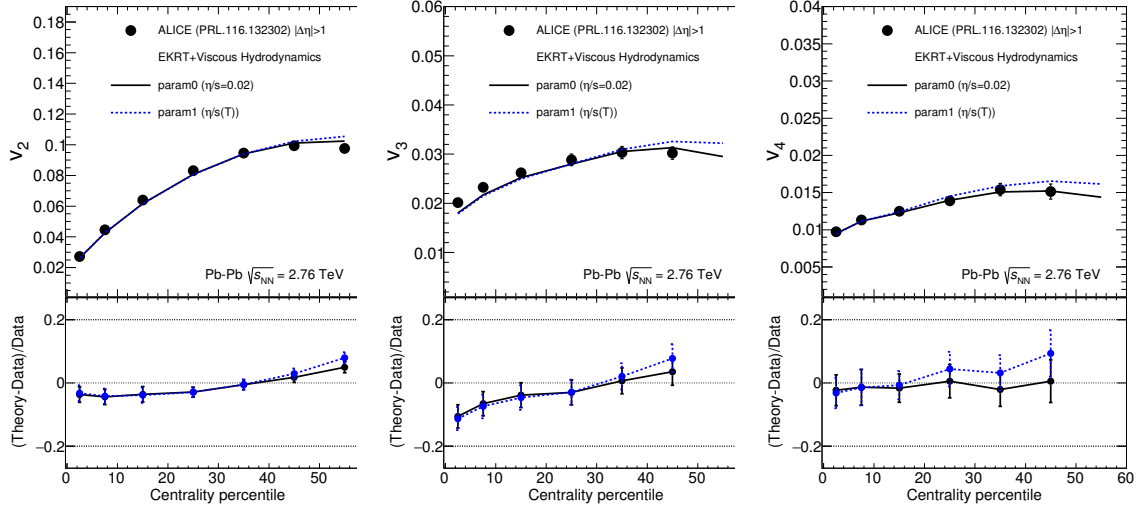 0.18
0.16
0.14
0.12
0.1
0.08
0.06
0.04
0.02
v2
ALICE (PRL.116.132302) |Δη|>1
EKRT+Viscous Hydrodynamics
param0 (η/s=0.02)
param1 (η/s(T))
Pb-Pb √sNN = 2.76 TeV
0.2
0
−0.2
(Theory-Data)/Data
0 10 20 30 40 50
Centrality percentile
0.06
0.05
0.04
0.03
0.02
0.01
0
v3
ALICE (PRL.116.132302) |Δη|>1
EKRT+Viscous Hydrodynamics
param0 (η/s=0.02)
param1 (η/s(T))
Pb-Pb √sNN = 2.76 TeV
0.2
0
−0.2
(Theory-Data)/Data
0 10 20 30 40 50
Centrality percentile
0.04
0.035
0.03
0.025
0.02
0.015
0.01
0.005
0
v4
ALICE (PRL.116.132302) |Δη|>1
EKRT+Viscous Hydrodynamics
param0 (η/s=0.02)
param1 (η/s(T))
Pb-Pb √sNN = 2.76 TeV
0.2
0
−0.2
(Theory-Data)/Data
0 10 20 30 40 50 60
Centrality percentile